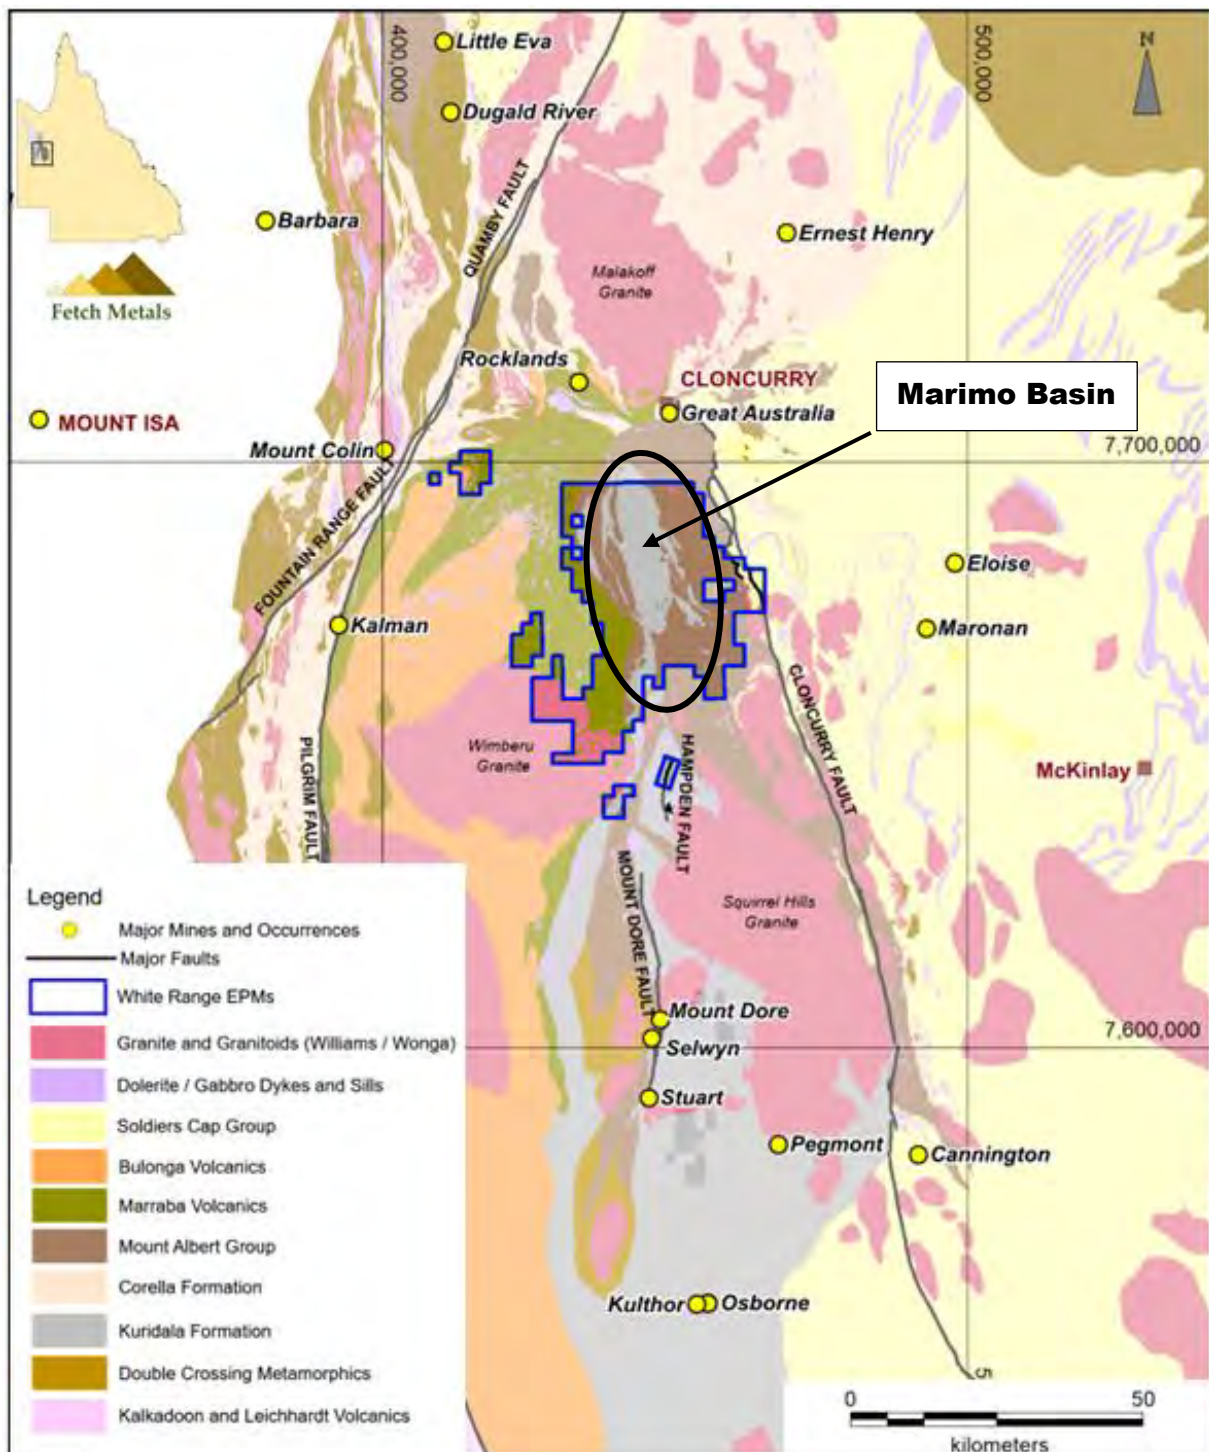 400,000
500,000
N
Little Eva
Dugald River
QUAMBY FAULT
Barbara
Ernest Henry
Malakoff
Granite
Fetch Metals
Rocklands
CLONCURRY
Marimo Basin
Great Australia
MOUNT ISA
Mount Colin
7,700,000
FOUNTAIN RANGE FAULT
Eloise
Kalman
Maronan
CLONCURRY FAULT
PILGRIM FAULT
Wimberu
Granite
HAMPDEN FAULT
McKinlay
MOUNT DORE FAULT
Squirrel Hills
Granite
Mount Dore
7,600,000
Selwyn
Stuart
Pegmont
Cannington
Kulthor
Osborne
5
Legend
Major Mines and Occurrences
Major Faults
White Range EPMs
Granite and Granitoids (Williams / Wonga)
Dolerite / Gabbro Dykes and Sills
Soldiers Cap Group
Bulonga Volcanics
Marraba Volcanics
Mount Albert Group
Corella Formation
Kuridala Formation
Double Crossing Metamorphics
Kalkadoon and Leichhardt Volcanics
0 50
kilometers